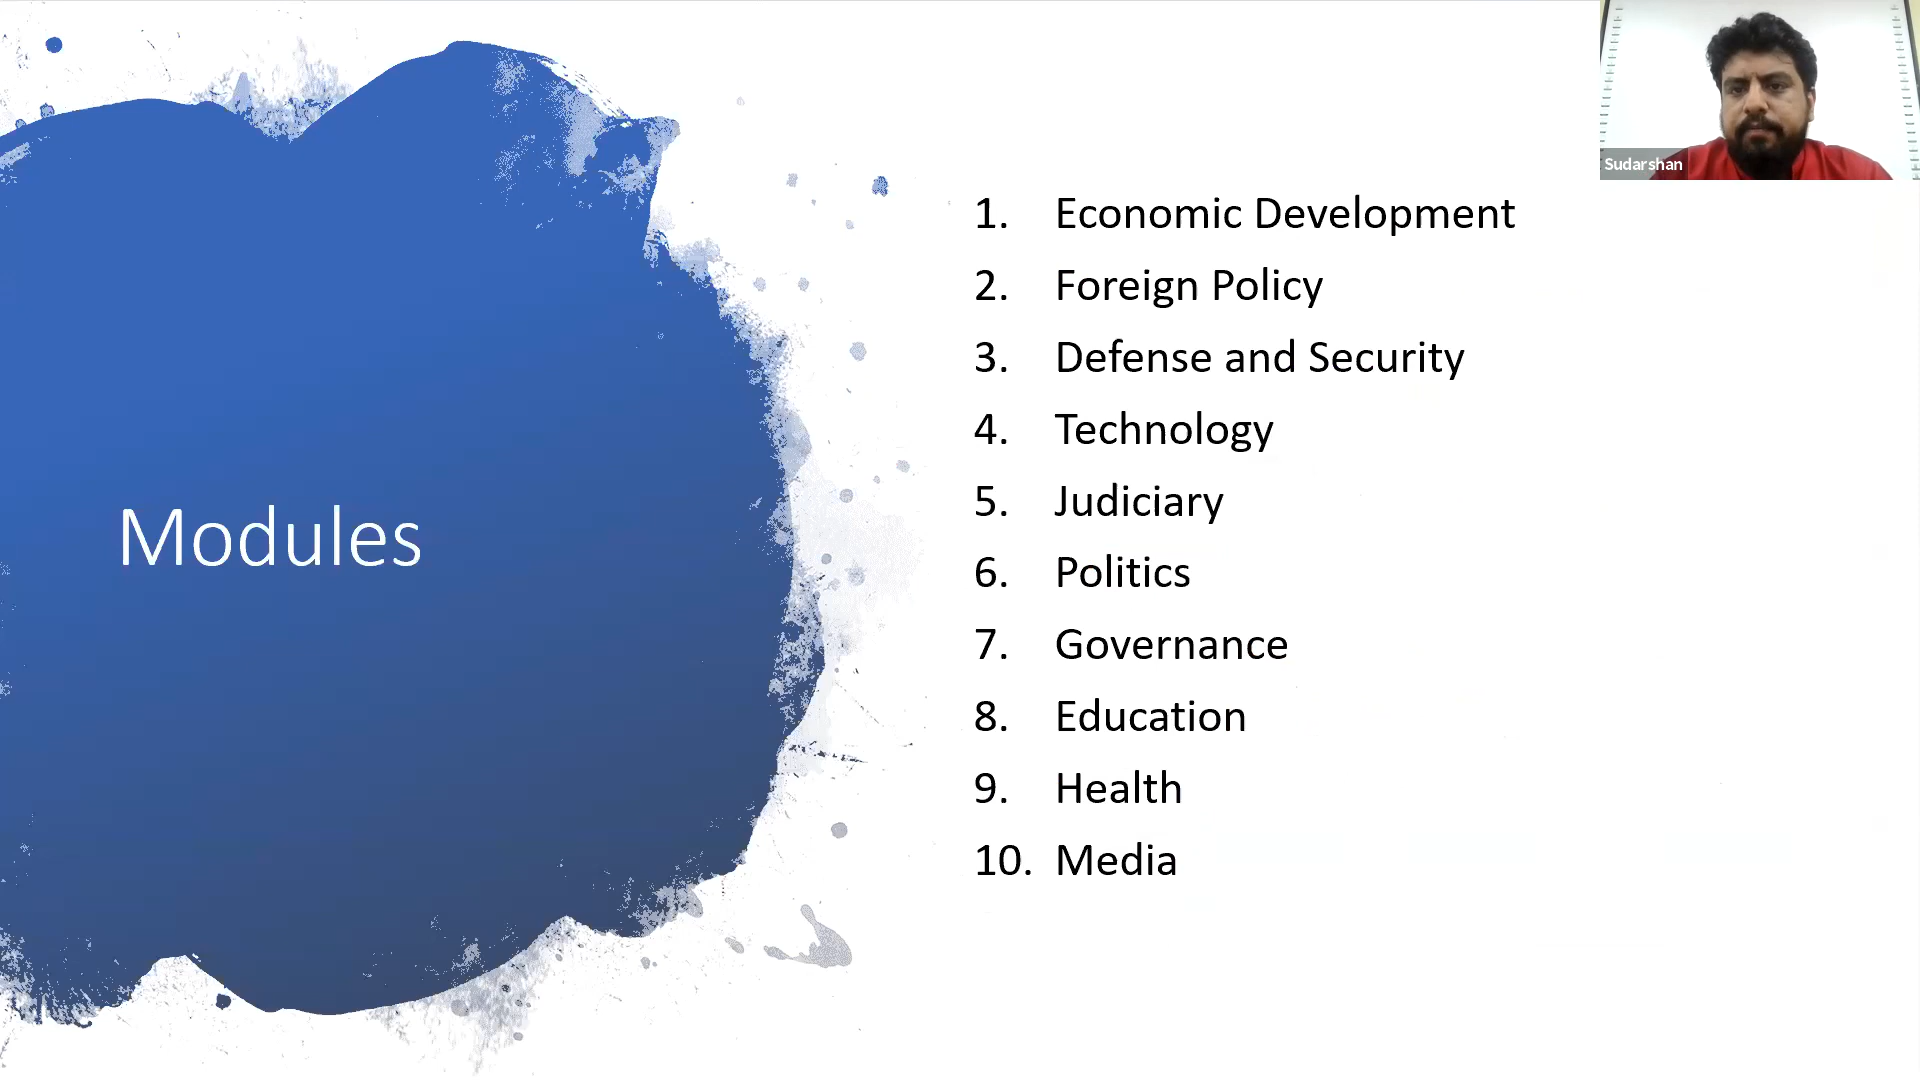 Sudarshan
Modules
1. Economic Development
2. Foreign Policy
3. Defense and Security
4. Technology
5. Judiciary
6. Politics
7. Governance
8. Education
9. Health
10. Media